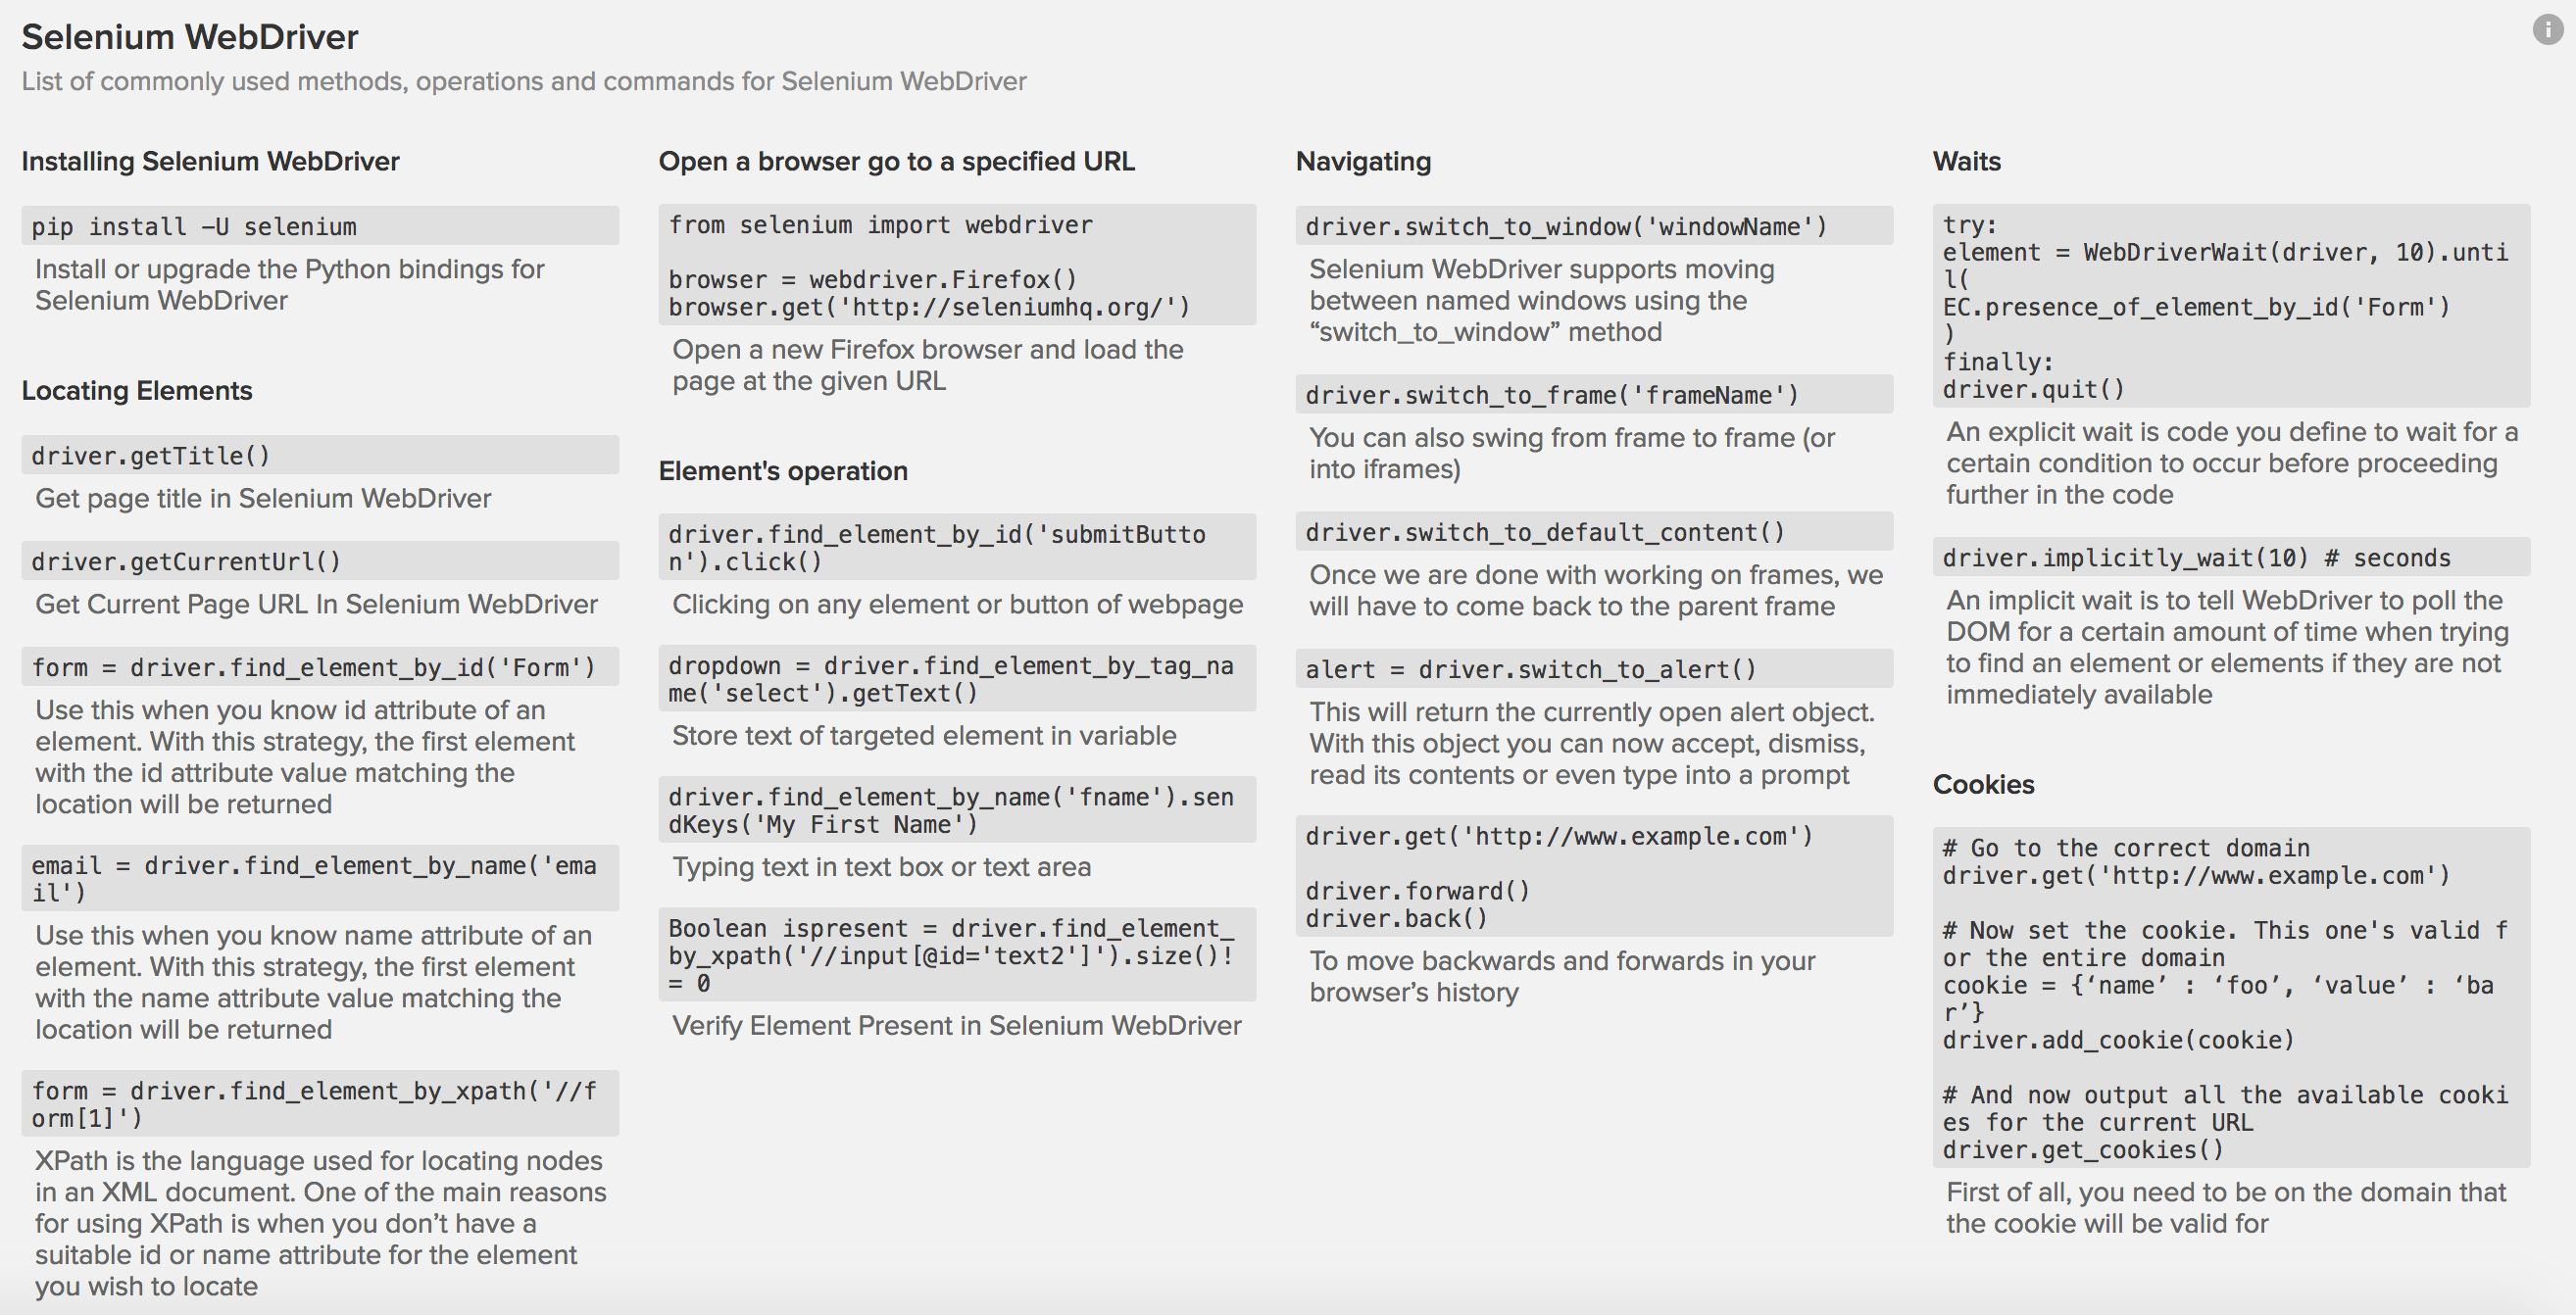 Selenium WebDriver
List of commonly used methods, operations and commands for Selenium WebDriver
Installing Selenium WebDriver
pip install -U selenium
Install or upgrade the Python bindings for
Selenium WebDriver
Locating Elements
driver.getTitle()
Get page title in Selenium WebDriver
driver.getCurrentUrl()
Get Current Page URL In Selenium WebDriver
form = driver.find_element_by_id('Form')
Use this when you know id attribute of an
element. With this strategy, the first element
with the id attribute value matching the
location will be returned
email = driver.find_element_by_name('ema
il')
Use this when you know name attribute of an
element. With this strategy, the first element
with the name attribute value matching the
location will be returned
form = driver.find_element_by_xpath('//f
orm[1]')
XPath is the language used for locating nodes
in an XML document. One of the main reasons
for using XPath is when you don’t have a
suitable id or name attribute for the element
you wish to locate
Open a browser go to a specified URL
from selenium import webdriver
browser = webdriver.Firefox()
browser.get('http://seleniumhq.org/')
Open a new Firefox browser and load the
page at the given URL
Element's operation
driver.find_element_by_id('submitButto
n').click()
Clicking on any element or button of webpage
dropdown = driver.find_element_by_tag_na
me('select').getText()
Store text of targeted element in variable
driver.find_element_by_name('fname').sen
dKeys('My First Name')
Typing text in text box or text area
Boolean ispresent = driver.find_element_
by_xpath('//input[@id='text2']').size()!
= 0
Verify Element Present in Selenium WebDriver
Navigating
driver.switch_to_window('windowName')
Selenium WebDriver supports moving
between named windows using the
“switch_to_window” method
driver.switch_to_frame('frameName')
You can also swing from frame to frame (or
into iframes)
driver.switch_to_default_content()
Once we are done with working on frames, we
will have to come back to the parent frame
alert = driver.switch_to_alert()
This will return the currently open alert object.
With this object you can now accept, dismiss,
read its contents or even type into a prompt
driver.get('http://www.example.com')
driver.forward()
driver.back()
To move backwards and forwards in your
browser’s history
Waits
try:
element = WebDriverWait(driver, 10).unti
l(
EC.presence_of_element_by_id('Form')
)
finally:
driver.quit()
An explicit wait is code you define to wait for a
certain condition to occur before proceeding
further in the code
driver.implicitly_wait(10) # seconds
An implicit wait is to tell WebDriver to poll the
DOM for a certain amount of time when trying
to find an element or elements if they are not
immediately available
Cookies
# Go to the correct domain
driver.get('http://www.example.com')
# Now set the cookie. This one's valid f
or the entire domain
cookie = {‘name’ : ‘foo’, ‘value’ : ‘ba
r’}
driver.add_cookie(cookie)
# And now output all the available cooki
es for the current URL
driver.get_cookies()
First of all, you need to be on the domain that
the cookie will be valid for